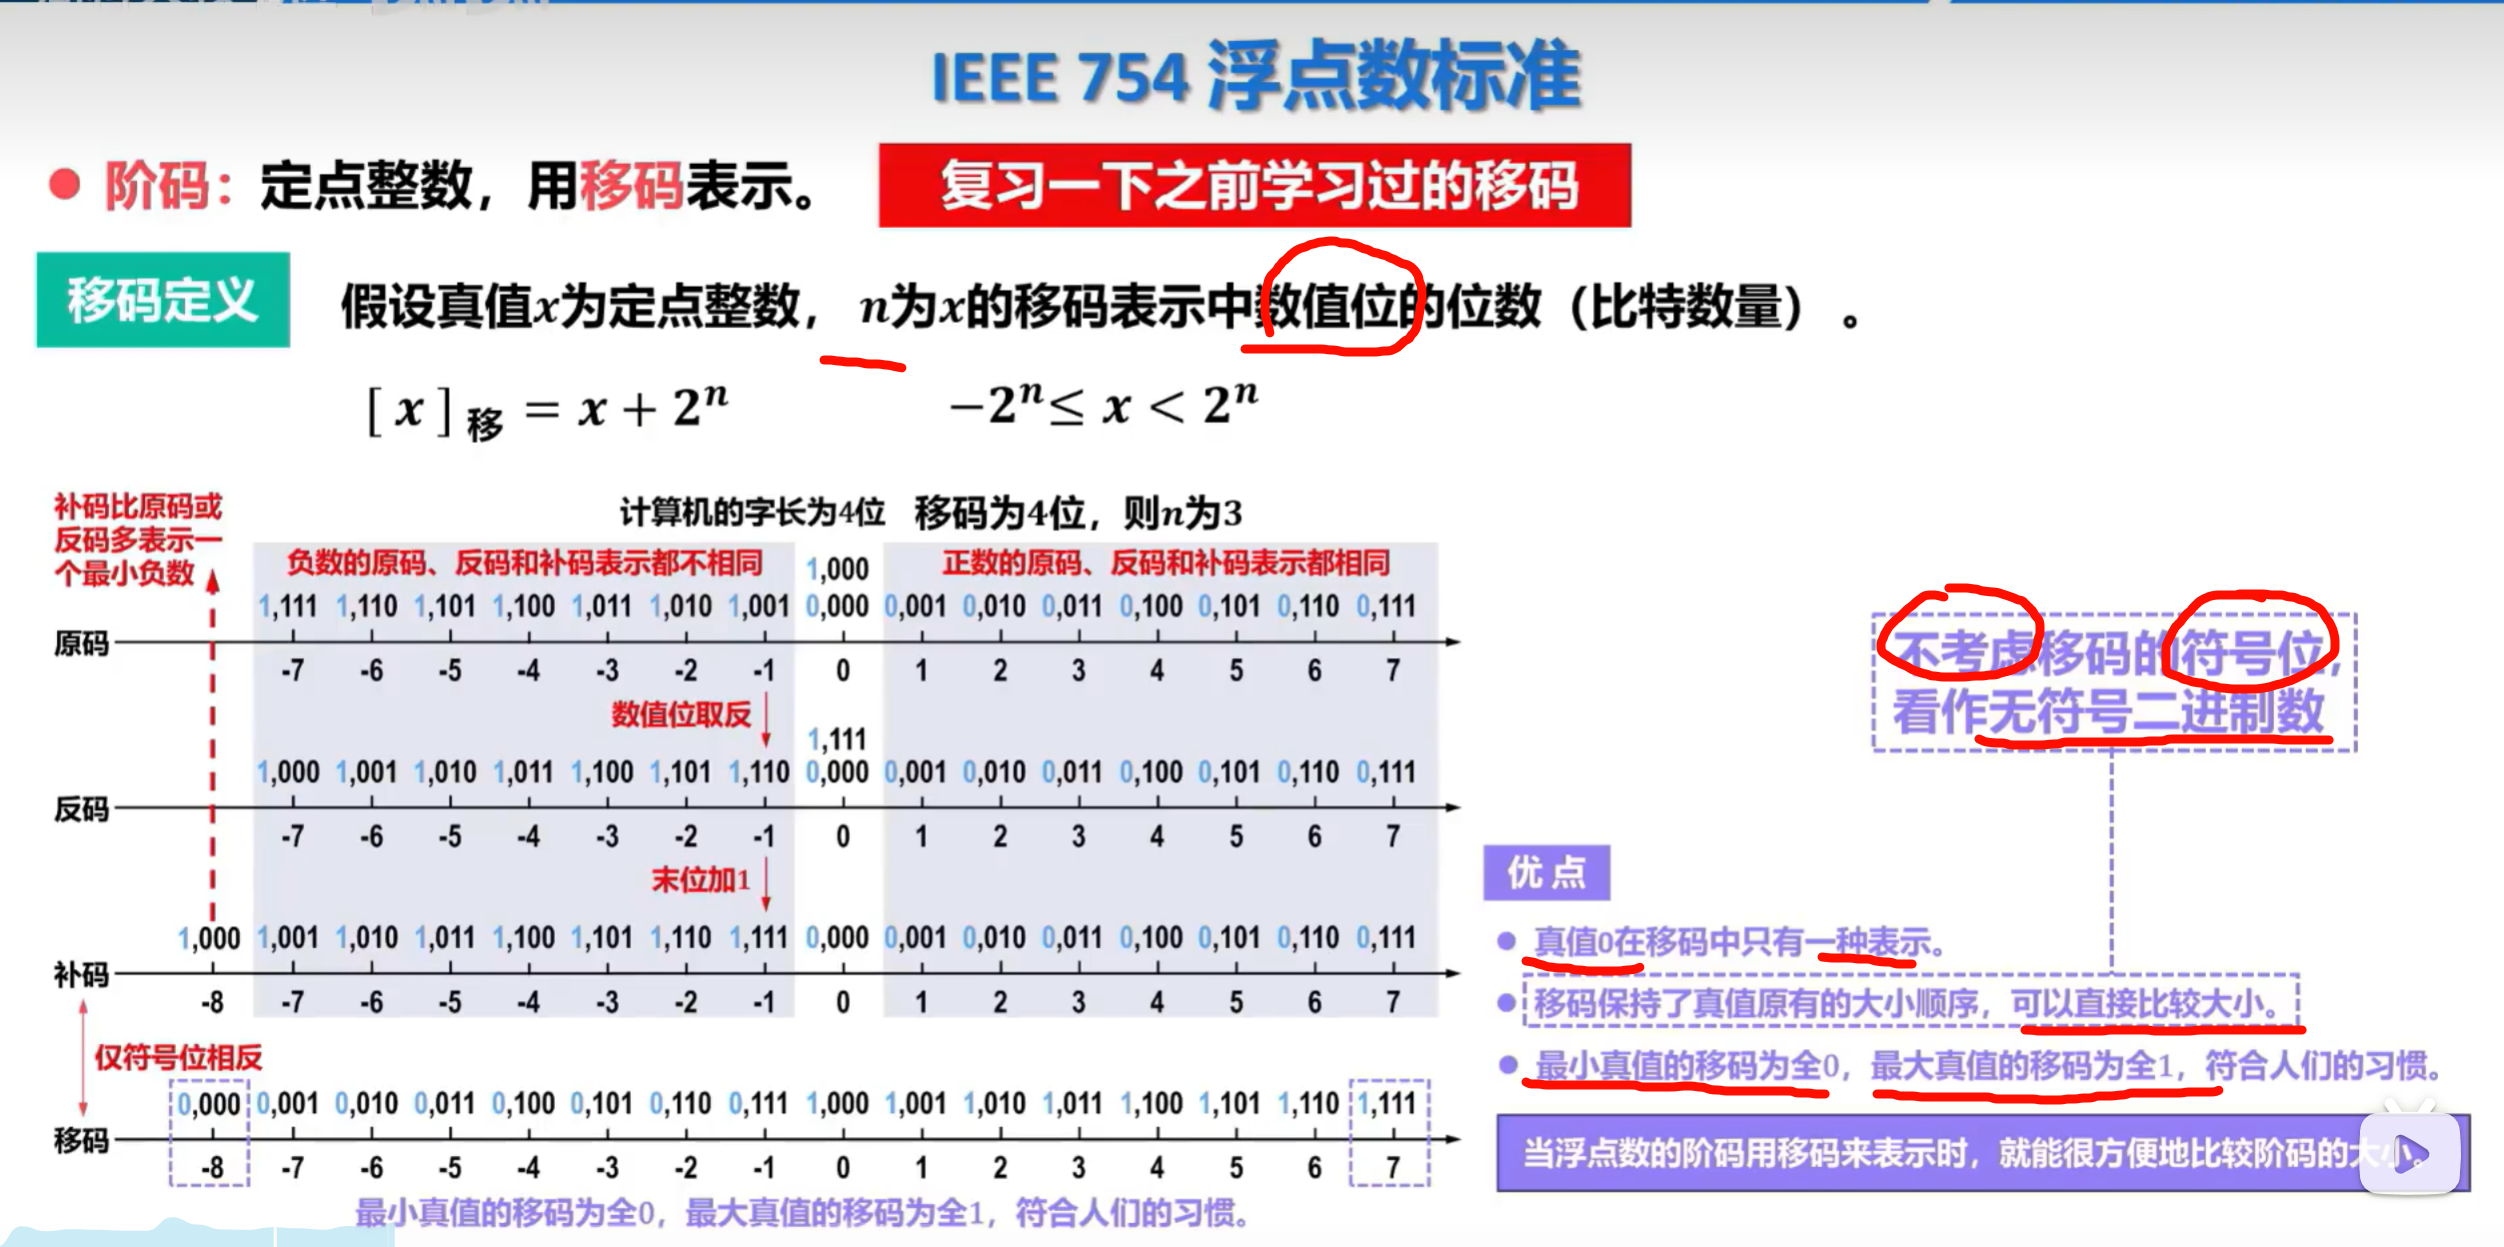 IEEE 754 浮点数标准
● 阶码：定点整数，用移码表示。 复习一下之前学习过的移码
移码定义 假设真值x为定点整数， n为x的移码表示中数值位的位数（比特数量）。
[ x ]移 = x + 2ⁿ −2ⁿ≤ x < 2ⁿ
计算机的字长为4位 移码为4位，则n为3
补码比原码或
反码多表示一
个最小负数
负数的原码、反码和补码表示都不相同 1,000 正数的原码、反码和补码表示都相同
1,111 1,110 1,101 1,100 1,011 1,010 1,001 0,000 0,001 0,010 0,011 0,100 0,101 0,110 0,111
原码
-7 -6 -5 -4 -3 -2 -1 0 1 2 3 4 5 6 7
数值位取反
1,111
1,000 1,001 1,010 1,011 1,100 1,101 1,110 0,000 0,001 0,010 0,011 0,100 0,101 0,110 0,111
反码
-7 -6 -5 -4 -3 -2 -1 0 1 2 3 4 5 6 7
末位加1
1,000 1,001 1,010 1,011 1,100 1,101 1,110 1,111 0,000 0,001 0,010 0,011 0,100 0,101 0,110 0,111
补码
-8 -7 -6 -5 -4 -3 -2 -1 0 1 2 3 4 5 6 7
仅符号位相反
0,000 0,001 0,010 0,011 0,100 0,101 0,110 0,111 1,000 1,001 1,010 1,011 1,100 1,101 1,110 1,111
移码
-8 -7 -6 -5 -4 -3 -2 -1 0 1 2 3 4 5 6 7
最小真值的移码为全0，最大真值的移码为全1，符合人们的习惯。
不考虑移码的符号位，
看作无符号二进制数
优点
● 真值0在移码中只有一种表示。
● 移码保持了真值原有的大小顺序，可以直接比较大小。
● 最小真值的移码为全0，最大真值的移码为全1，符合人们的习惯。
当浮点数的阶码用移码来表示时，就能很方便地比较阶码的大小。